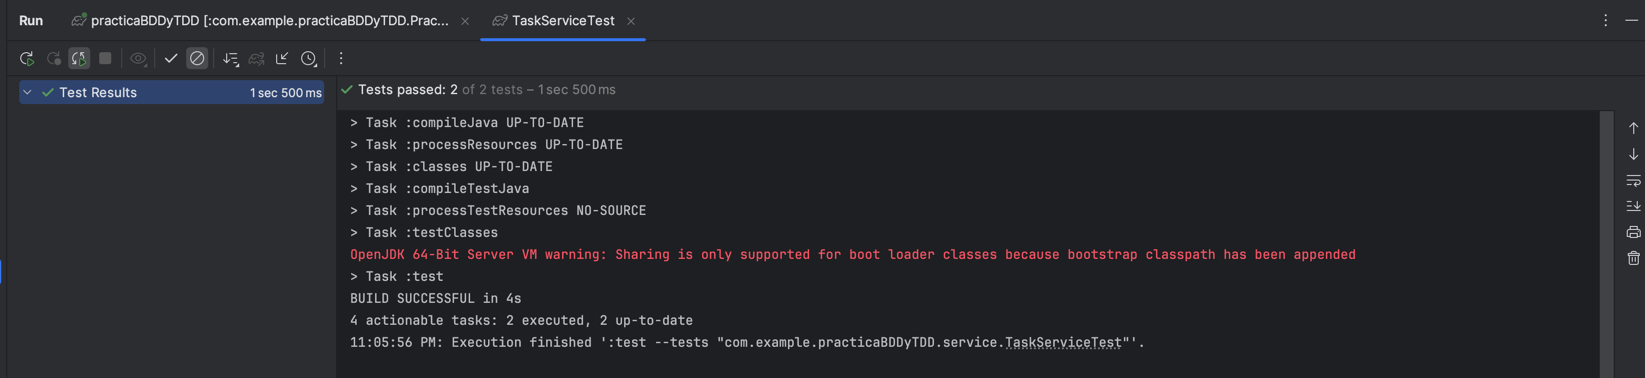 Run practicaBDDyTDD [:com.example.practicaBDDyTDD.Prac... TaskServiceTest
Test Results 1 sec 500 ms
Tests passed: 2 of 2 tests – 1 sec 500 ms
> Task :compileJava UP-TO-DATE
> Task :processResources UP-TO-DATE
> Task :classes UP-TO-DATE
> Task :compileTestJava
> Task :processTestResources NO-SOURCE
> Task :testClasses
OpenJDK 64-Bit Server VM warning: Sharing is only supported for boot loader classes because bootstrap classpath has been appended
> Task :test
BUILD SUCCESSFUL in 4s
4 actionable tasks: 2 executed, 2 up-to-date
11:05:56 PM: Execution finished ':test --tests "com.example.practicaBDDyTDD.service.TaskServiceTest"'.